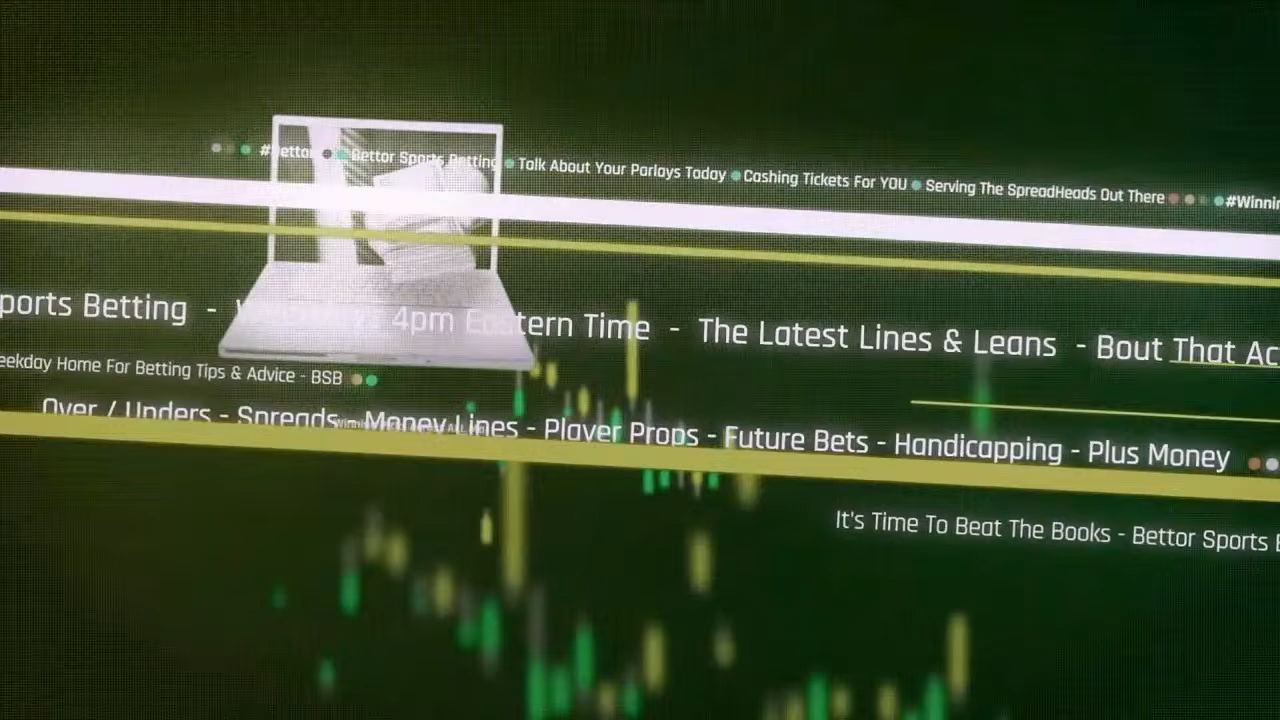 Bettor Sports Betting Talk About Your Parlays Today Cashing Tickets For YOU Serving The SpreadHeads Out There #Winnin
ports Betting - 4pm Eastern Time - The Latest Lines & Leans - Bout That Ac
eekday Home For Betting Tips & Advice - BSB
Over / Unders - Spreads - Money Lines - Player Props - Future Bets - Handicapping - Plus Money
It's Time To Beat The Books - Bettor Sports